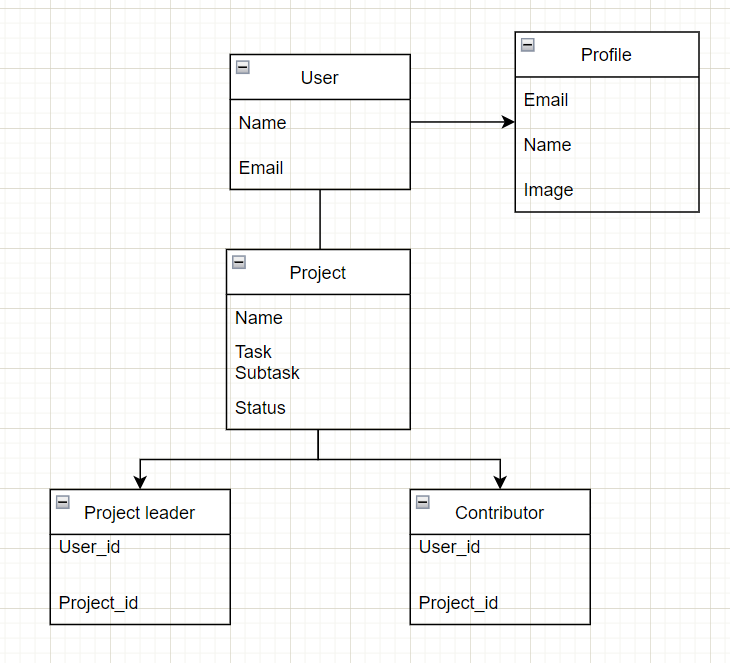 User
Name
Email
Profile
Email
Name
Image
Project
Name
Task
Subtask
Status
Project leader
User_id
Project_id
Contributor
User_id
Project_id